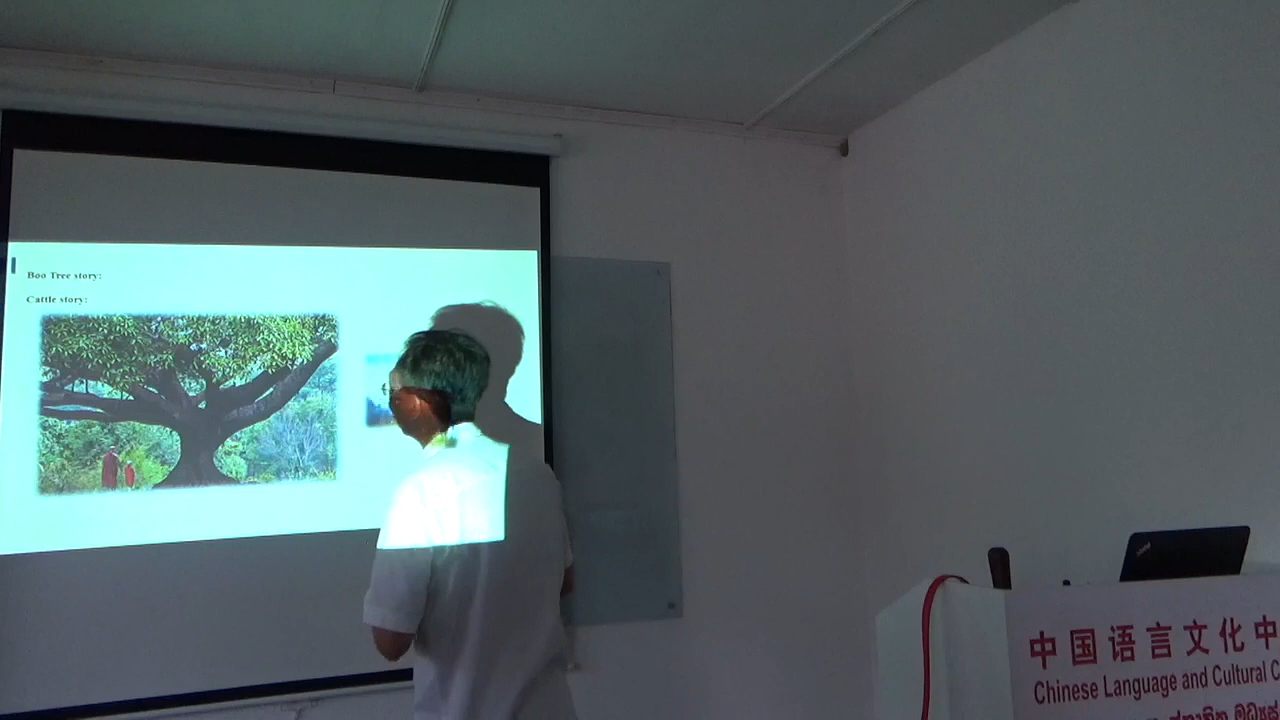 Boo Tree story:
Cattle story:
中国语言文化中
Chinese Language and Cultural C